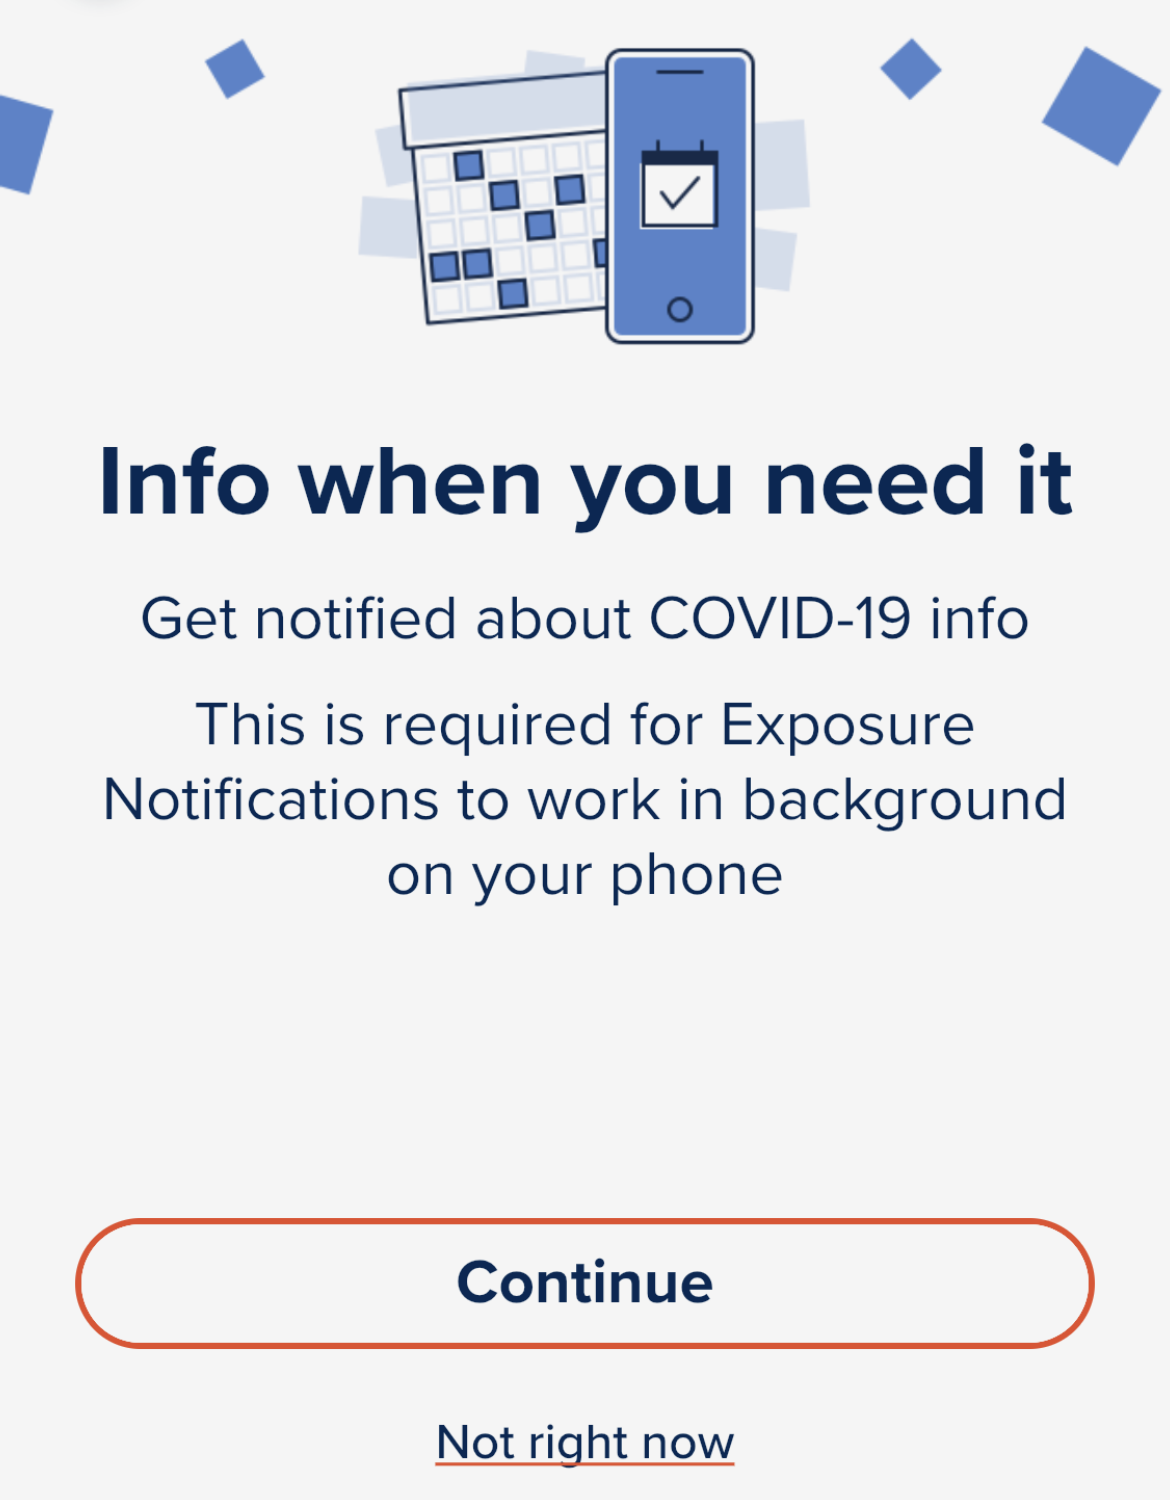 Info when you need it
Get notified about COVID-19 info
This is required for Exposure
Notifications to work in background
on your phone
Continue
Not right now